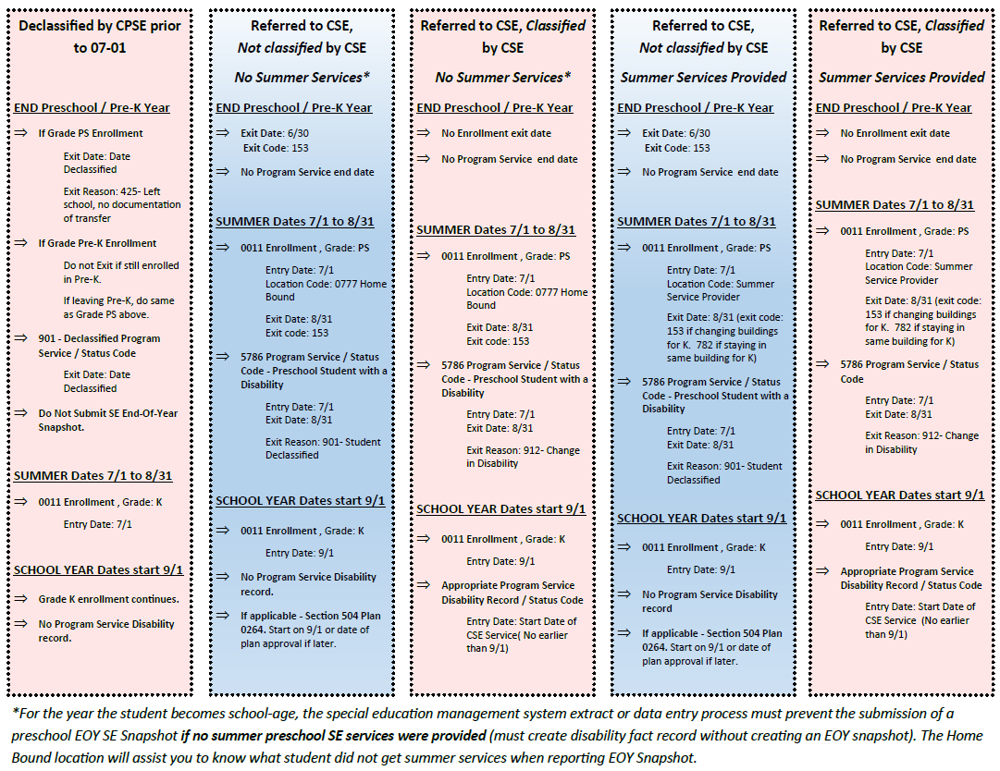 Declassified by CPSE prior
to 07-01
END Preschool / Pre-K Year
⇒ If Grade PS Enrollment
Exit Date: Date
Declassified
Exit Reason: 425- Left
school, no documentation
of transfer
⇒ If Grade Pre-K Enrollment
Do not Exit if still enrolled
in Pre-K.
If leaving Pre-K, do same
as Grade PS above.
⇒ 901 - Declassified Program
Service / Status Code
Exit Date: Date
Declassified
⇒ Do Not Submit SE End-Of-Year
Snapshot.
SUMMER Dates 7/1 to 8/31
⇒ 0011 Enrollment , Grade: K
Entry Date: 7/1
SCHOOL YEAR Dates start 9/1
⇒ Grade K enrollment continues.
⇒ No Program Service Disability
record.
Referred to CSE,
Not classified by CSE
No Summer Services*
END Preschool / Pre-K Year
⇒ Exit Date: 6/30
Exit Code: 153
⇒ No Program Service end date
SUMMER Dates 7/1 to 8/31
⇒ 0011 Enrollment , Grade: PS
Entry Date: 7/1
Location Code: 0777 Home
Bound
Exit Date: 8/31
Exit code: 153
⇒ 5786 Program Service / Status
Code - Preschool Student with a
Disability
Entry Date: 7/1
Exit Date: 8/31
Exit Reason: 901- Student
Declassified
SCHOOL YEAR Dates start 9/1
⇒ 0011 Enrollment , Grade: K
Entry Date: 9/1
⇒ No Program Service Disability
record.
⇒ If applicable - Section 504 Plan
0264. Start on 9/1 or date of
plan approval if later.
Referred to CSE, Classified
by CSE
No Summer Services*
END Preschool / Pre-K Year
⇒ No Enrollment exit date
⇒ No Program Service end date
SUMMER Dates 7/1 to 8/31
⇒ 0011 Enrollment , Grade: PS
Entry Date: 7/1
Location Code: 0777 Home
Bound
Exit Date: 8/31
Exit code: 153
⇒ 5786 Program Service / Status
Code - Preschool Student with a
Disability
Entry Date: 7/1
Exit Date: 8/31
Exit Reason: 912- Change
in Disability
SCHOOL YEAR Dates start 9/1
⇒ 0011 Enrollment , Grade: K
Entry Date: 9/1
⇒ Appropriate Program Service
Disability Record / Status Code
Entry Date: Start Date of
CSE Service( No earlier
than 9/1)
Referred to CSE,
Not classified by CSE
Summer Services Provided
END Preschool / Pre-K Year
⇒ Exit Date: 6/30
Exit Code: 153
⇒ No Program Service end date
SUMMER Dates 7/1 to 8/31
⇒ 0011 Enrollment , Grade: PS
Entry Date: 7/1
Location Code: Summer
Service Provider
Exit Date: 8/31 (exit code:
153 if changing buildings
for K. 782 if staying in
same building for K)
⇒ 5786 Program Service / Status
Code - Preschool Student with a
Disability
Entry Date: 7/1
Exit Date: 8/31
Exit Reason: 901- Student
Declassified
SCHOOL YEAR Dates start 9/1
⇒ 0011 Enrollment , Grade: K
Entry Date: 9/1
⇒ No Program Service Disability
record
⇒ If applicable - Section 504 Plan
0264. Start on 9/1 or date of
plan approval if later.
Referred to CSE, Classified
by CSE
Summer Services Provided
END Preschool / Pre-K Year
⇒ No Enrollment exit date
⇒ No Program Service end date
SUMMER Dates 7/1 to 8/31
⇒ 0011 Enrollment , Grade: PS
Entry Date: 7/1
Location Code: Summer
Service Provider
Exit Date: 8/31 (exit code:
153 if changing buildings
for K. 782 if staying in
same building for K)
⇒ 5786 Program Service / Status
Code
Entry Date: 7/1
Exit Date: 8/31
Exit Reason: 912- Change
in Disability
SCHOOL YEAR Dates start 9/1
⇒ 0011 Enrollment , Grade: K
Entry Date: 9/1
⇒ Appropriate Program Service
Disability Record / Status Code
Entry Date: Start Date of
CSE Service (No earlier
than 9/1)
*For the year the student becomes school-age, the special education management system extract or data entry process must prevent the submission of a
preschool EOY SE Snapshot if no summer preschool SE services were provided (must create disability fact record without creating an EOY snapshot). The Home
Bound location will assist you to know what student did not get summer services when reporting EOY Snapshot.